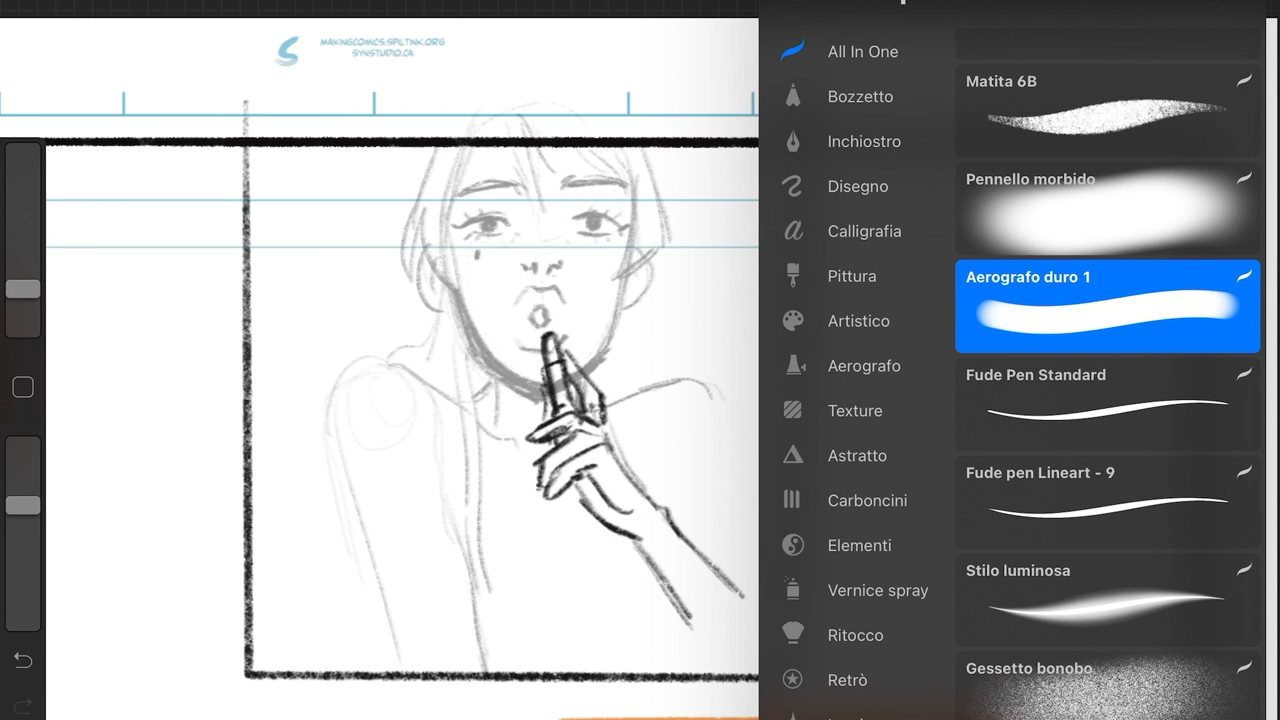 MAKINGCOMICS.SPILTINK.ORG
SYNSTUDIO.CA
All In One
Bozzetto
Inchiostro
Disegno
Calligrafia
Pittura
Artistico
Aerografo
Texture
Astratto
Carboncini
Elementi
Vernice spray
Ritocco
Retrò
Matita 6B
Pennello morbido
Aerografo duro 1
Fude Pen Standard
Fude pen Lineart - 9
Stilo luminosa
Gessetto bonobo